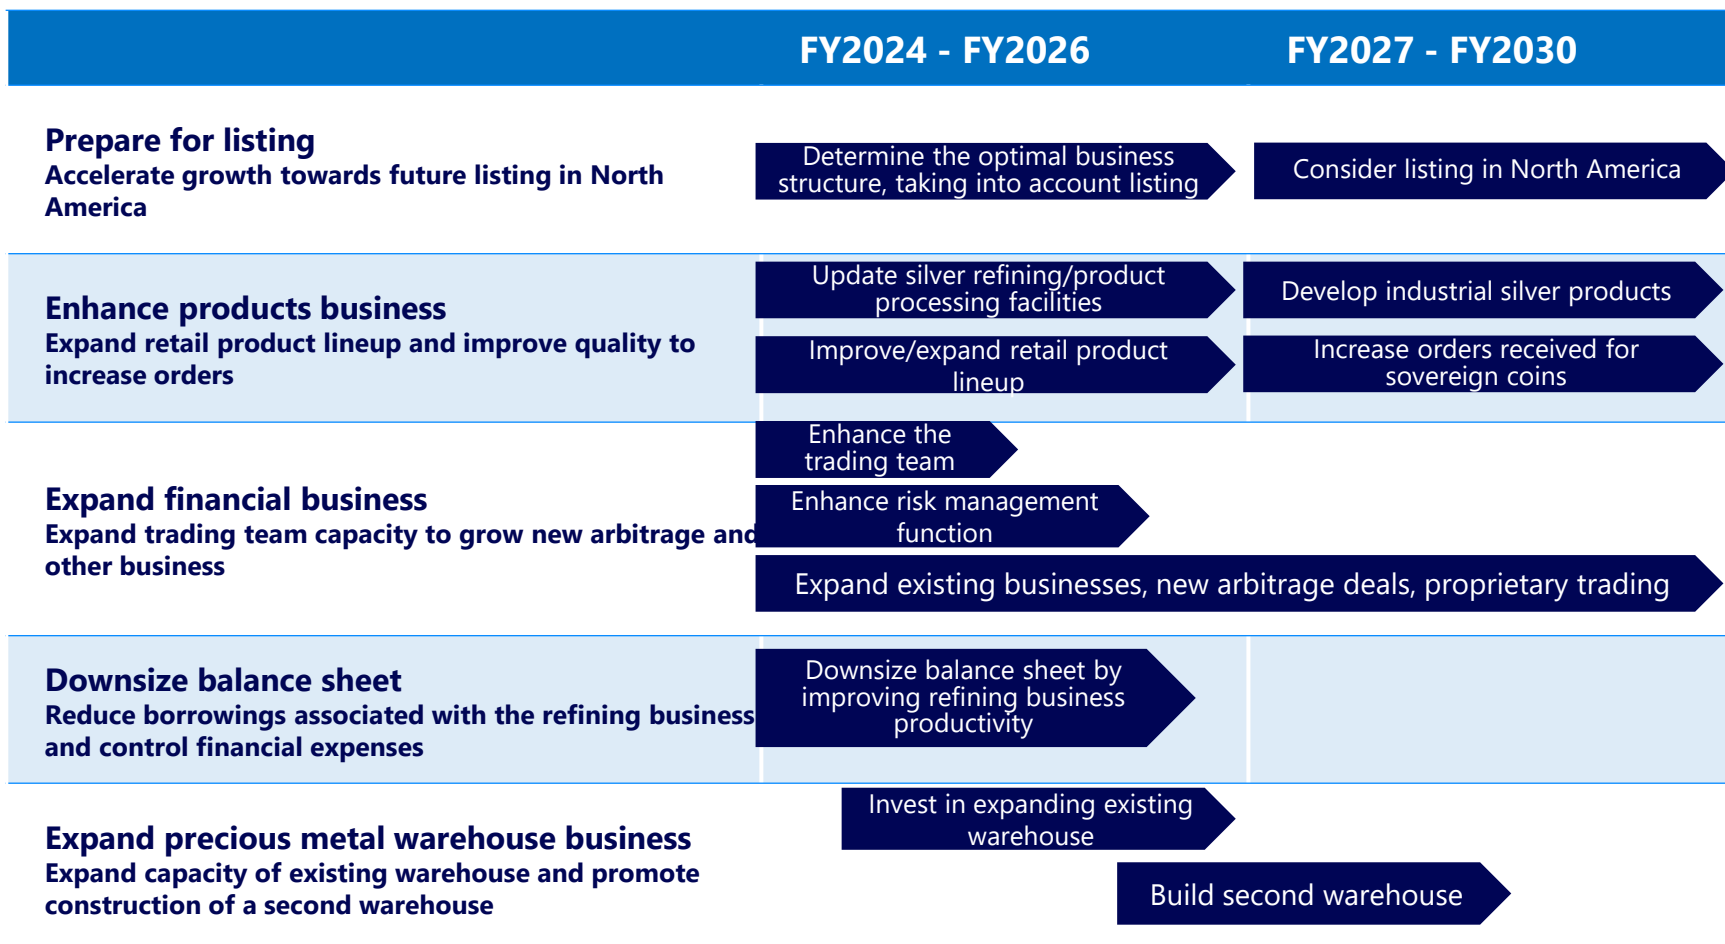 FY2024 - FY2026
FY2027 - FY2030
Prepare for listing
Accelerate growth towards future listing in North
America
Determine the optimal business
structure, taking into account listing
Consider listing in North America
Enhance products business
Expand retail product lineup and improve quality to
increase orders
Update silver refining/product
processing facilities
Develop industrial silver products
Improve/expand retail product
lineup
Increase orders received for
sovereign coins
Expand financial business
Expand trading team capacity to grow new arbitrage and
other business
Enhance the
trading team
Enhance risk management
function
Expand existing businesses, new arbitrage deals, proprietary trading
Downsize balance sheet
Reduce borrowings associated with the refining business
and control financial expenses
Downsize balance sheet by
improving refining business
productivity
Expand precious metal warehouse business
Expand capacity of existing warehouse and promote
construction of a second warehouse
Invest in expanding existing
warehouse
Build second warehouse